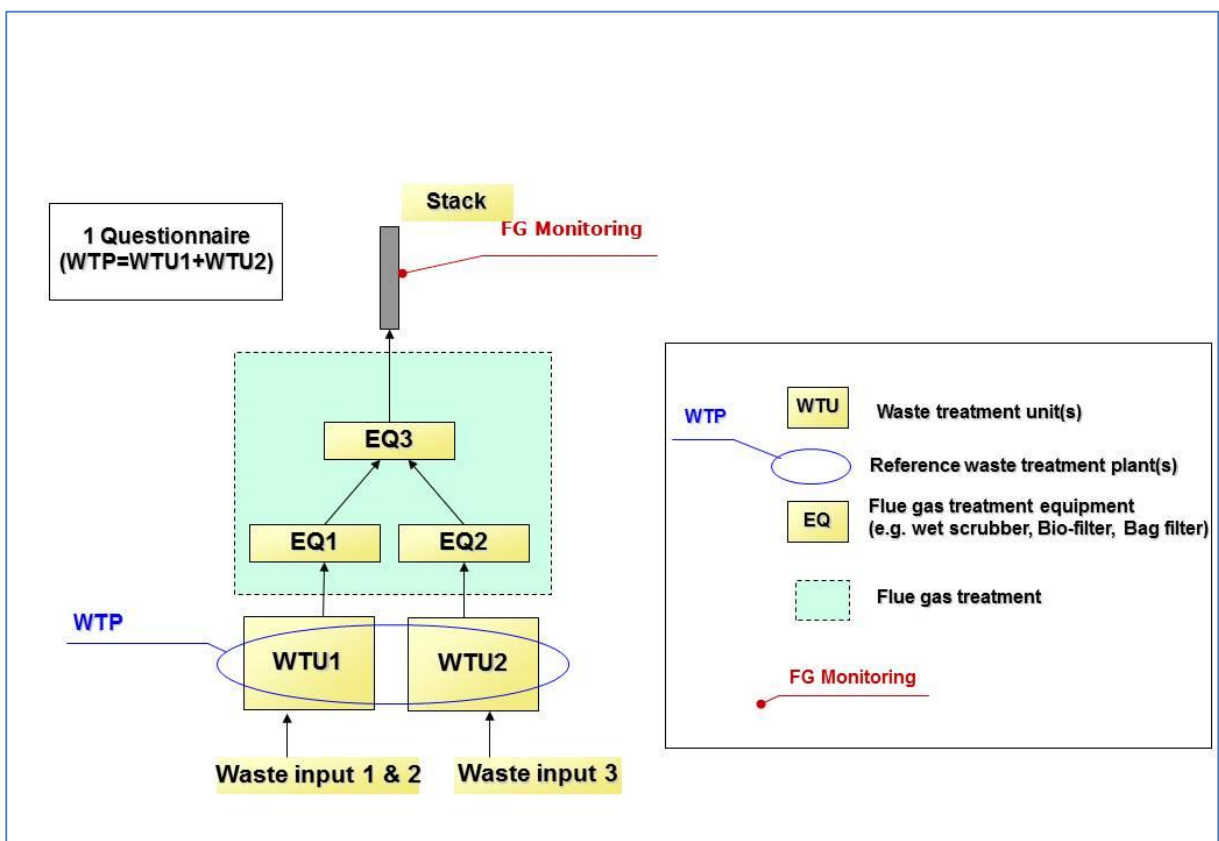 Stack
FG Monitoring
1 Questionnaire
(WTP=WTU1+WTU2)
EQ3
EQ1
EQ2
WTP
WTU1
WTU2
Waste input 1 & 2
Waste input 3
WTP
WTU
Waste treatment unit(s)
Reference waste treatment plant(s)
EQ
Flue gas treatment equipment
(e.g. wet scrubber, Bio-filter, Bag filter)
Flue gas treatment
FG Monitoring